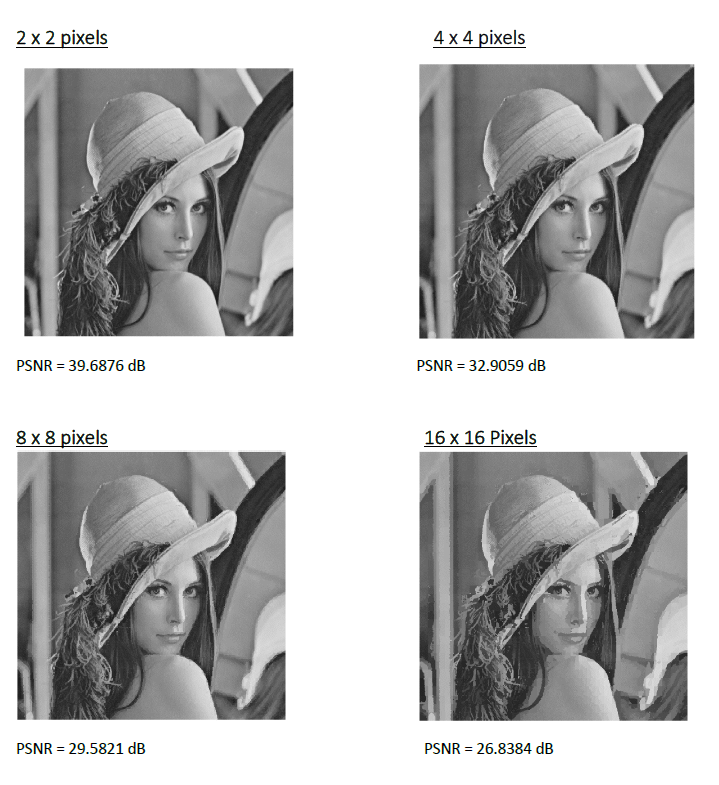 2 x 2 pixels
4 x 4 pixels
PSNR = 39.6876 dB
PSNR = 32.9059 dB
8 x 8 pixels
16 x 16 Pixels
PSNR = 29.5821 dB
PSNR = 26.8384 dB